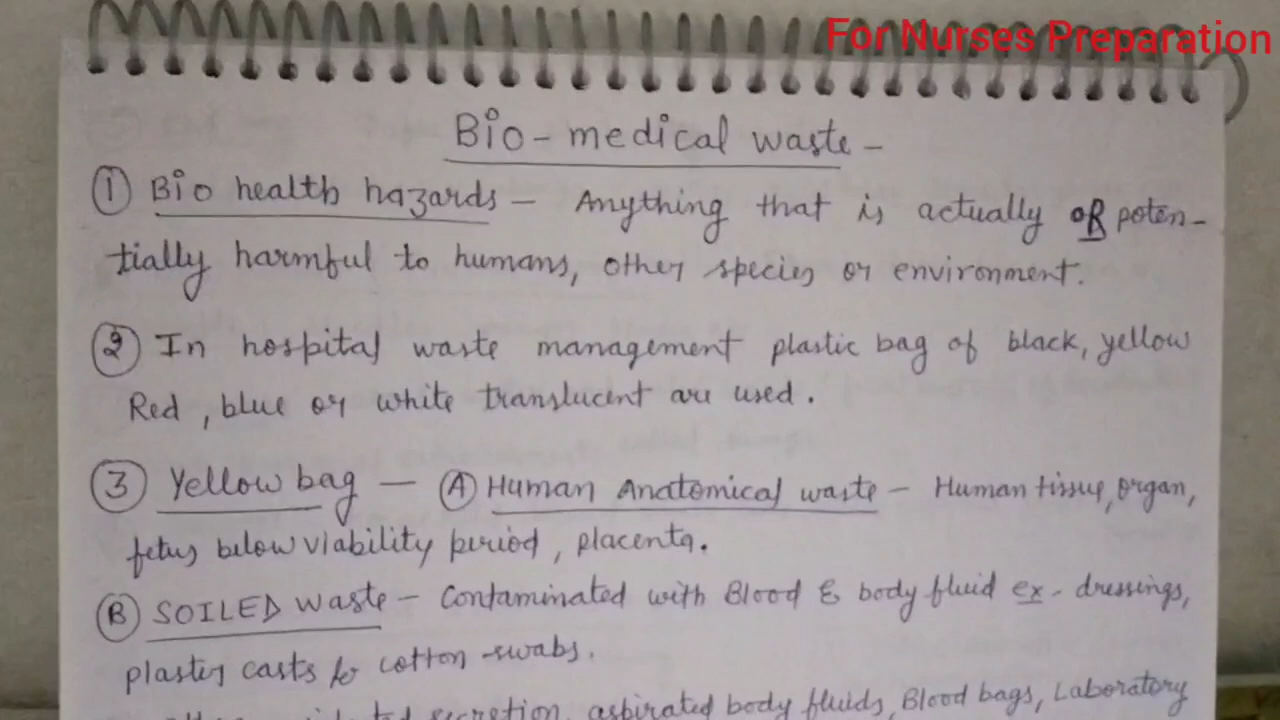 For Nurses Preparation
Bio-medical waste -
① Bio health hazards - Anything that is actually oR poten-
tially harmful to humans, other species or environment.
② In hospital waste management plastic bag of black, yellow
Red, blue or white translucent are used.
③ Yellow bag - Ⓐ Human Anatomical waste - Human tissue, organ,
fetus below viability period, placenta.
Ⓑ SOILED waste - Contaminated with Blood & body fluid ex- dressings,
plaster casts & cotton swabs.
secretion, aspirated body fluids, Blood bags, Laboratory